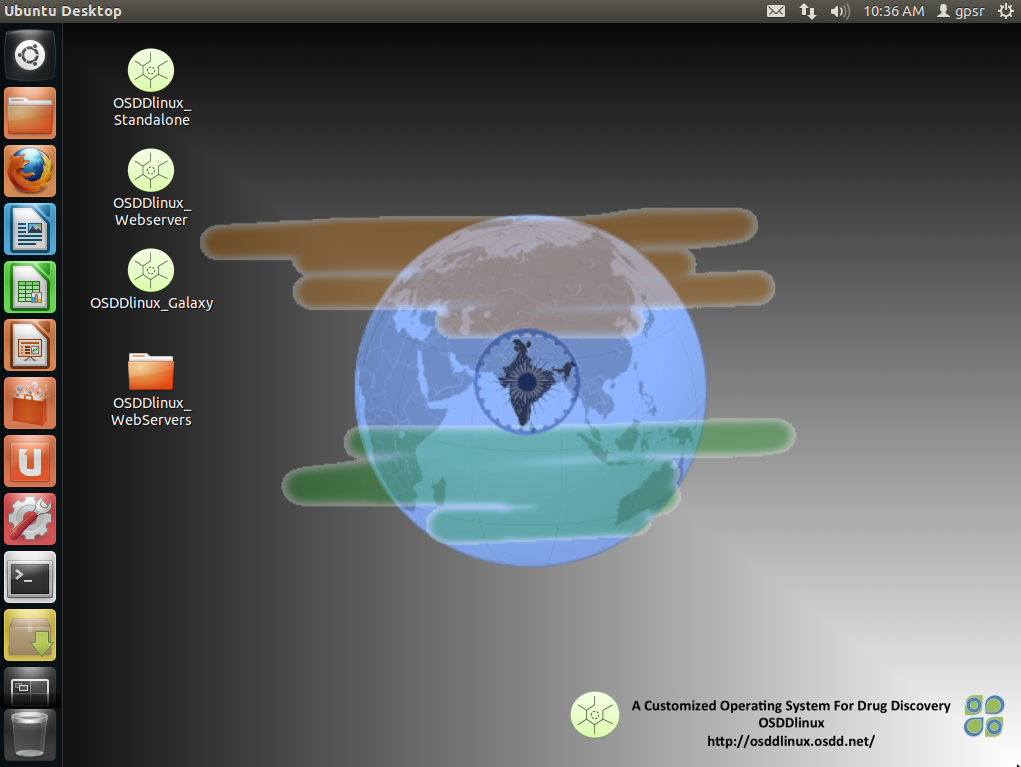 Ubuntu Desktop
10:36 AM gpsr
OSDDlinux_
Standalone
OSDDlinux_
Webserver
OSDDlinux_Galaxy
OSDDlinux_
WebServers
A Customized Operating System For Drug Discovery
OSDDlinux
http://osddlinux.osdd.net/